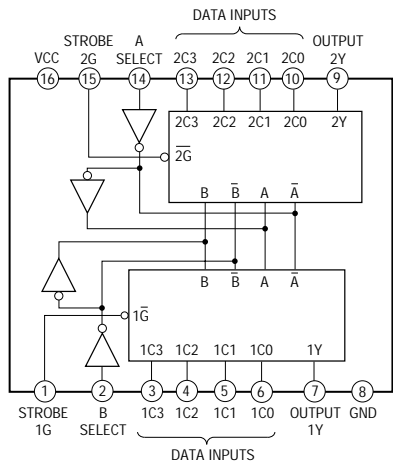 DATA INPUTS
VCC STROBE 2G A SELECT 2C3 2C2 2C1 2C0 OUTPUT 2Y
16 15 14 13 12 11 10 9
2C3 2C2 2C1 2C0 2Y
2G̅
B B̅ A A̅
B B̅ A A̅
1G̅
1C3 1C2 1C1 1C0 1Y
1 2 3 4 5 6 7 8
STROBE 1G B SELECT 1C3 1C2 1C1 1C0 OUTPUT 1Y GND
DATA INPUTS